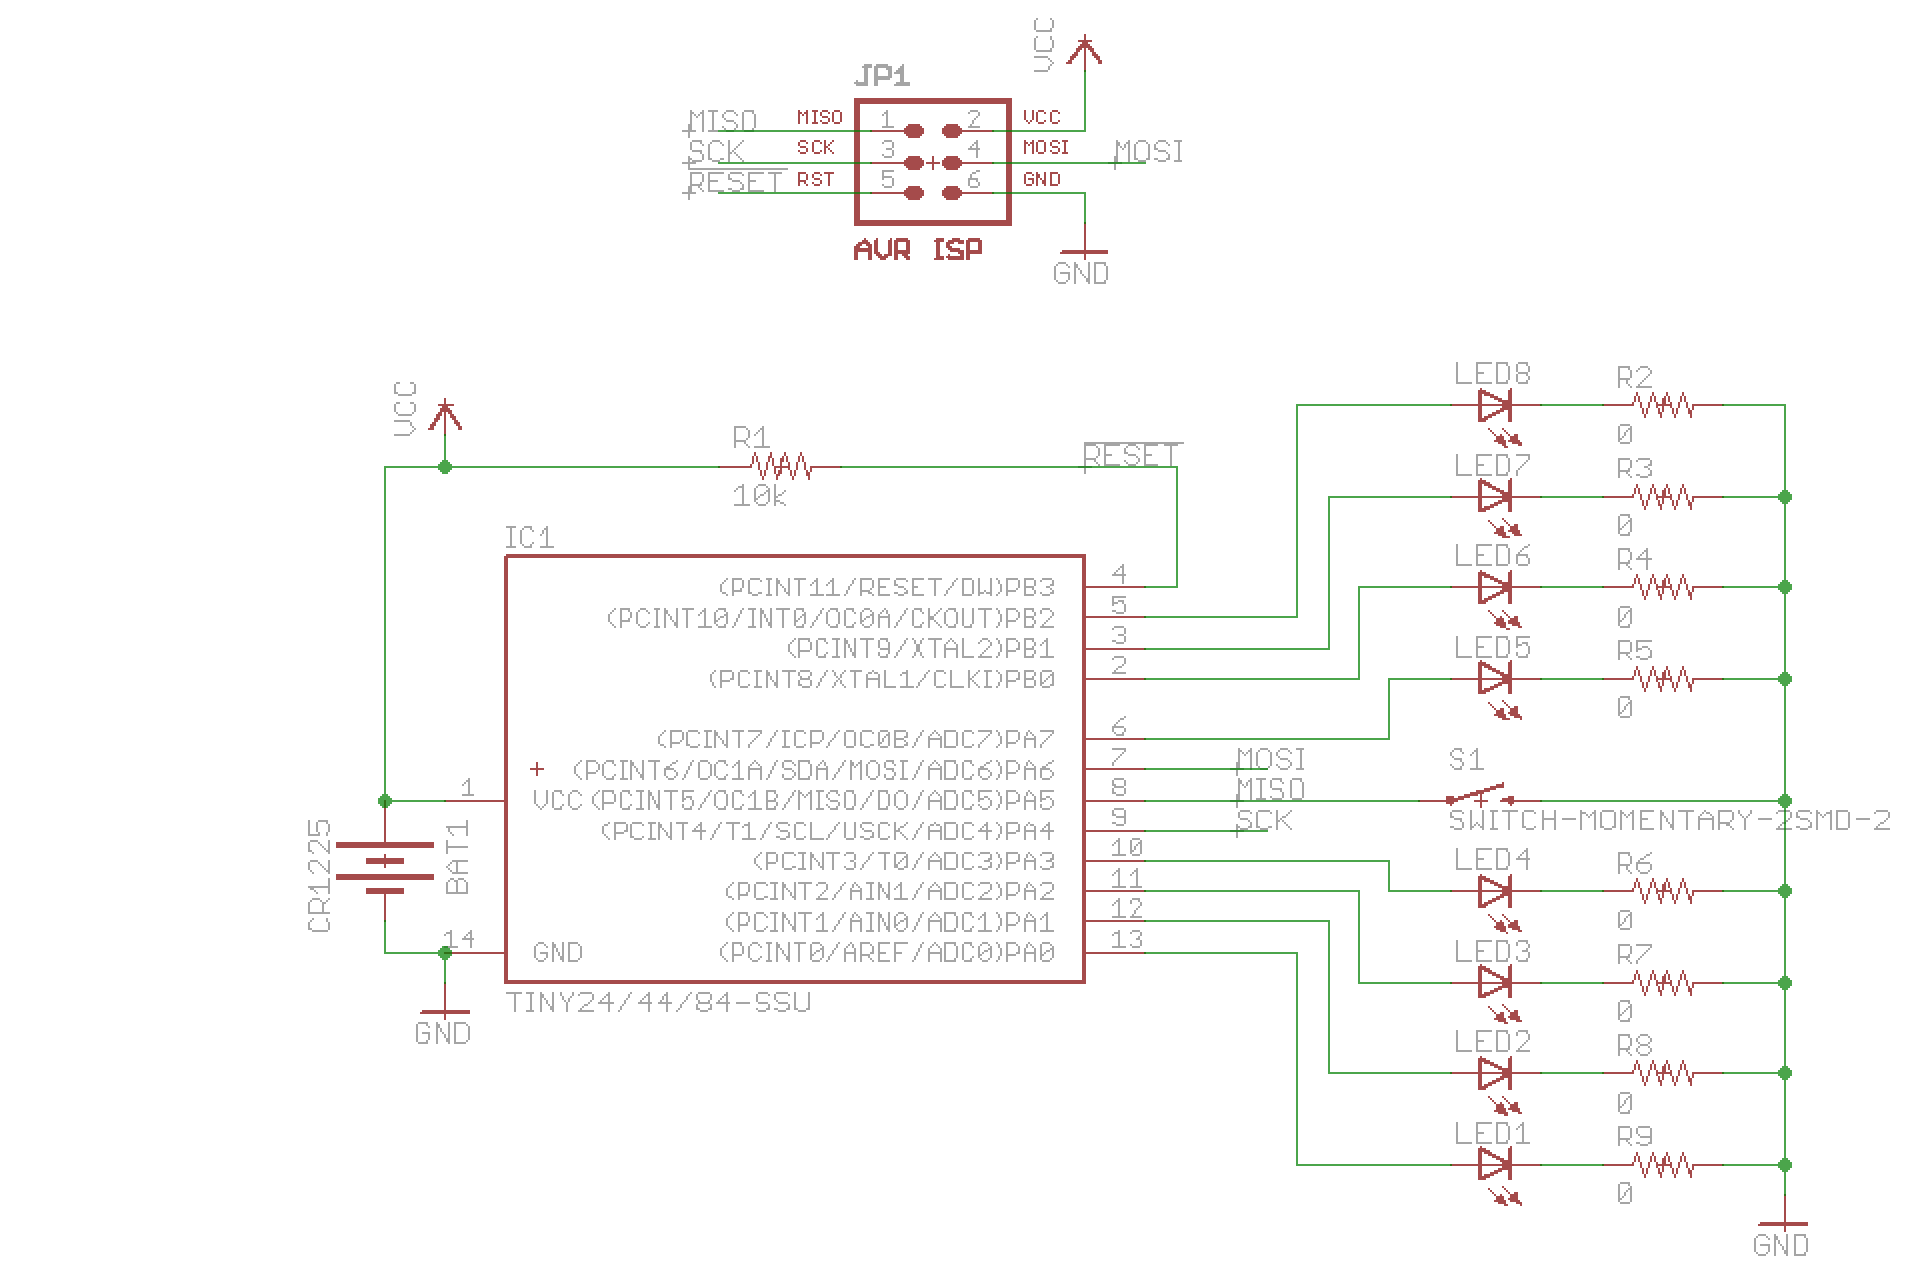 VCC
JP1
MISO MISO 1 2 VCC
SCK SCK 3 4 MOSI MOSI
RESET RST 5 6 GND
AVR ISP
GND
VCC
R1
10k
RESET
IC1
(PCINT11/RESET/DW)PB3 4
(PCINT10/INT0/OC0A/CKOUT)PB2 5
(PCINT9/XTAL2)PB1 3
(PCINT8/XTAL1/CLKI)PB0 2
(PCINT7/ICP/OC0B/ADC7)PA7 6
(PCINT6/OC1A/SDA/MOSI/ADC6)PA6 7 MOSI
1 VCC (PCINT5/OC1B/MISO/DO/ADC5)PA5 8 MISO
(PCINT4/T1/SCL/USCK/ADC4)PA4 9 SCK
(PCINT3/T0/ADC3)PA3 10
(PCINT2/AIN1/ADC2)PA2 11
(PCINT1/AIN0/ADC1)PA1 12
14 GND (PCINT0/AREF/ADC0)PA0 13
TINY24/44/84-SSU
CR1225
BAT1
GND
LED8 R2
0
LED7 R3
0
LED6 R4
0
LED5 R5
0
S1
SWITCH-MOMENTARY-2SMD-2
LED4 R6
0
LED3 R7
0
LED2 R8
0
LED1 R9
0
GND